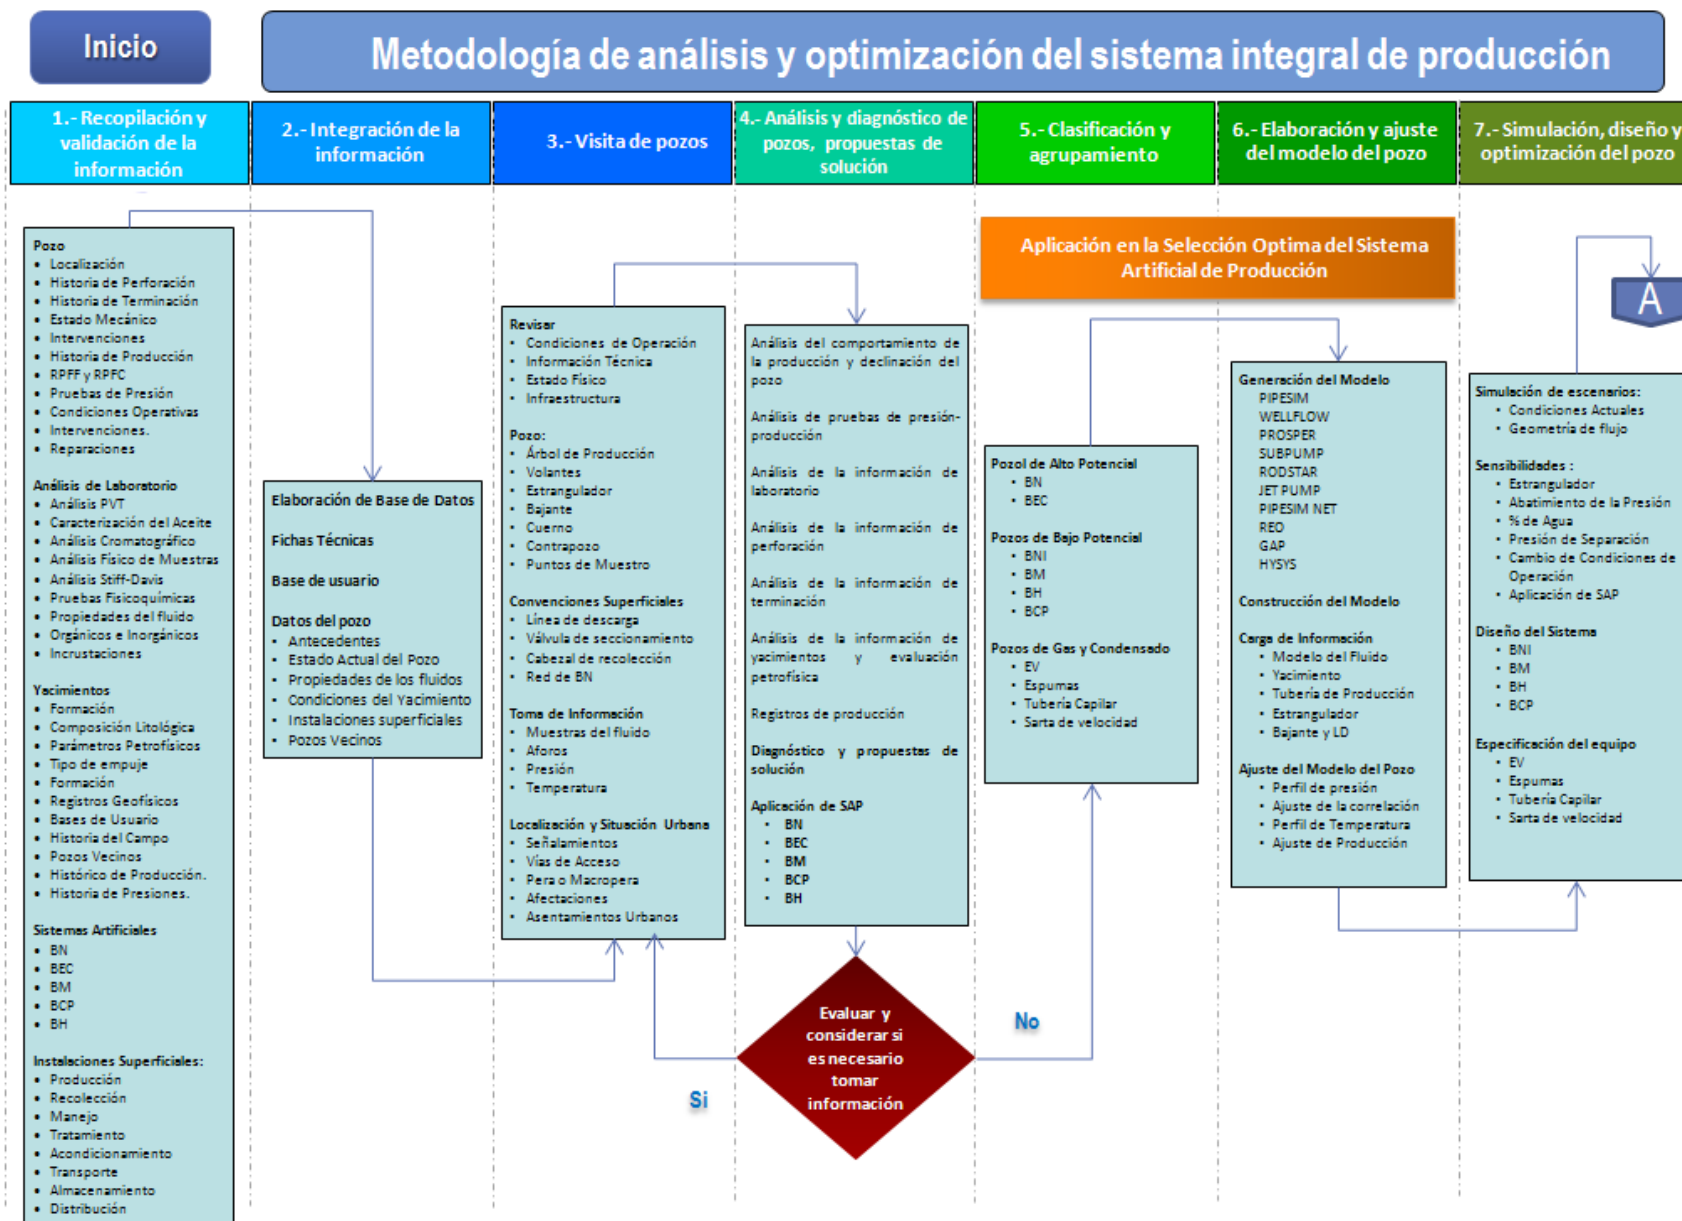 Inicio
Metodología de análisis y optimización del sistema integral de producción
1.- Recopilación y
validación de la
información
2.- Integración de la
información
3.- Visita de pozos
4.- Análisis y diagnóstico de
pozos, propuestas de
solución
5.- Clasificación y
agrupamiento
6.- Elaboración y ajuste
del modelo del pozo
7.- Simulación, diseño y
optimización del pozo
Pozo
• Localización
• Historia de Perforación
• Historia de Terminación
• Estado Mecánico
• Intervenciones
• Historia de Producción
• RPFF y RPFC
• Pruebas de Presión
• Condiciones Operativas
• Intervenciones.
• Reparaciones
Análisis de Laboratorio
• Análisis PVT
• Caracterización del Aceite
• Análisis Cromatográfico
• Análisis Físico de Muestras
• Análisis Stiff-Davis
• Pruebas Fisicoquímicas
• Propiedades del fluido
• Orgánicos e Inorgánicos
• Incrustaciones
Yacimientos
• Formación
• Composición Litológica
• Parámetros Petrofísicos
• Tipo de empuje
• Formación
• Registros Geofísicos
• Bases de Usuario
• Historia del Campo
• Pozos Vecinos
• Histórico de Producción.
• Historia de Presiones.
Sistemas Artificiales
• BN
• BEC
• BM
• BCP
• BH
Instalaciones Superficiales:
• Producción
• Recolección
• Manejo
• Tratamiento
• Acondicionamiento
• Transporte
• Almacenamiento
• Distribución
Elaboración de Base de Datos
Fichas Técnicas
Base de usuario
Datos del pozo
• Antecedentes
• Estado Actual del Pozo
• Propiedades de los fluidos
• Condiciones del Yacimiento
• Instalaciones superficiales
• Pozos Vecinos
Revisar
• Condiciones de Operación
• Información Técnica
• Estado Físico
• Infraestructura
Pozo:
• Árbol de Producción
• Volantes
• Estrangulador
• Bajante
• Cuerno
• Contrapozo
• Puntos de Muestro
Convenciones Superficiales
• Línea de descarga
• Válvula de seccionamiento
• Cabezal de recolección
• Red de BN
Toma de Información
• Muestras del fluido
• Aforos
• Presión
• Temperatura
Localización y Situación Urbana
• Señalamientos
• Vías de Acceso
• Pera o Macropera
• Afectaciones
• Asentamientos Urbanos
Análisis del comportamiento de
la producción y declinación del
pozo
Análisis de pruebas de presión-
producción
Análisis de la información de
laboratorio
Análisis de la información de
perforación
Análisis de la información de
terminación
Análisis de la información de
yacimientos y evaluación
petrofísica
Registros de producción
Diagnóstico y propuestas de
solución
Aplicación de SAP
• BN
• BEC
• BM
• BCP
• BH
Evaluar y
considerar si
es necesario
tomar
información
Si
No
Aplicación en la Selección Optima del Sistema
Artificial de Producción
Pozol de Alto Potencial
• BN
• BEC
Pozos de Bajo Potencial
• BNI
• BM
• BH
• BCP
Pozos de Gas y Condensado
• EV
• Espumas
• Tubería Capilar
• Sarta de velocidad
Generación del Modelo
PIPESIM
WELLFLOW
PROSPER
SUBPUMP
RODSTAR
JET PUMP
PIPESIM NET
REO
GAP
HYSYS
Construcción del Modelo
Carga de Información
• Modelo del Fluido
• Yacimiento
• Tubería de Producción
• Estrangulador
• Bajante y LD
Ajuste del Modelo del Pozo
• Perfil de presión
• Ajuste de la correlación
• Perfil de Temperatura
• Ajuste de Producción
A
Simulación de escenarios:
• Condiciones Actuales
• Geometría de flujo
Sensibilidades :
• Estrangulador
• Abatimiento de la Presión
• % de Agua
• Presión de Separación
• Cambio de Condiciones de
Operación
• Aplicación de SAP
Diseño del Sistema
• BNI
• BM
• BH
• BCP
Especificación del equipo
• EV
• Espumas
• Tubería Capilar
• Sarta de velocidad